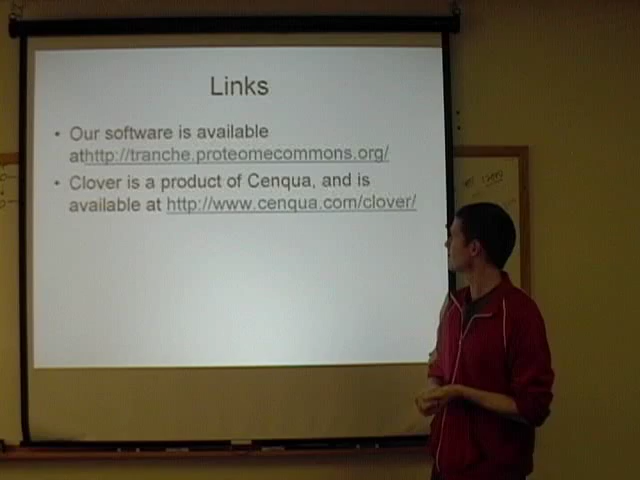 Links
• Our software is available
athttp://tranche.proteomecommons.org/
• Clover is a product of Cenqua, and is
available at http://www.cenqua.com/clover/